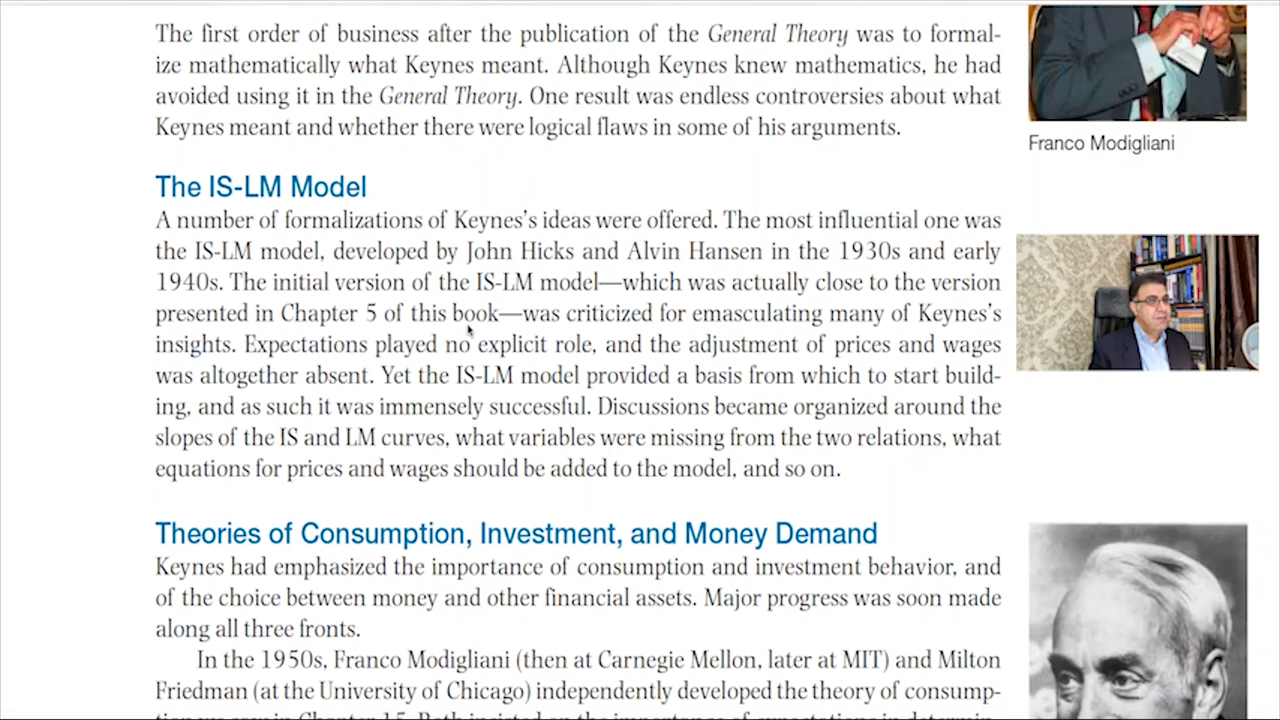 The first order of business after the publication of the General Theory was to formal-
ize mathematically what Keynes meant. Although Keynes knew mathematics, he had
avoided using it in the General Theory. One result was endless controversies about what
Keynes meant and whether there were logical flaws in some of his arguments.
Franco Modigliani
The IS-LM Model
A number of formalizations of Keynes's ideas were offered. The most influential one was
the IS-LM model, developed by John Hicks and Alvin Hansen in the 1930s and early
1940s. The initial version of the IS-LM model—which was actually close to the version
presented in Chapter 5 of this book—was criticized for emasculating many of Keynes's
insights. Expectations played no explicit role, and the adjustment of prices and wages
was altogether absent. Yet the IS-LM model provided a basis from which to start build-
ing, and as such it was immensely successful. Discussions became organized around the
slopes of the IS and LM curves, what variables were missing from the two relations, what
equations for prices and wages should be added to the model, and so on.
Theories of Consumption, Investment, and Money Demand
Keynes had emphasized the importance of consumption and investment behavior, and
of the choice between money and other financial assets. Major progress was soon made
along all three fronts.
In the 1950s, Franco Modigliani (then at Carnegie Mellon, later at MIT) and Milton
Friedman (at the University of Chicago) independently developed the theory of consump-